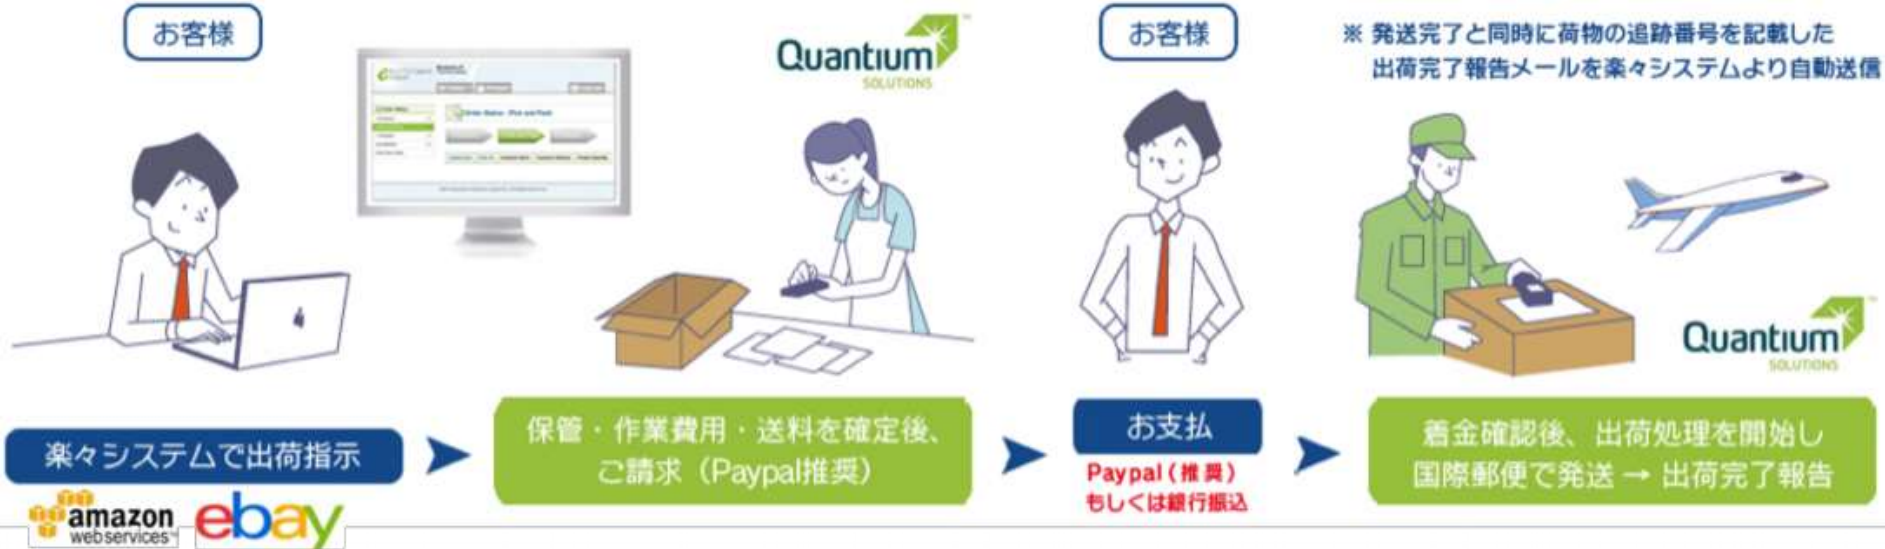 お客様
Quantium
SOLUTIONS
お客様
※ 発送完了と同時に荷物の追跡番号を記載した
出荷完了報告メールを楽々システムより自動送信
Quantium
SOLUTIONS
楽々システムで出荷指示
保管・作業費用・送料を確定後、
ご請求（Paypal推奨）
お支払
Paypal（推奨）
もしくは銀行振込
着金確認後、出荷処理を開始し
国際郵便で発送 → 出荷完了報告
amazon
webservices™
ebay